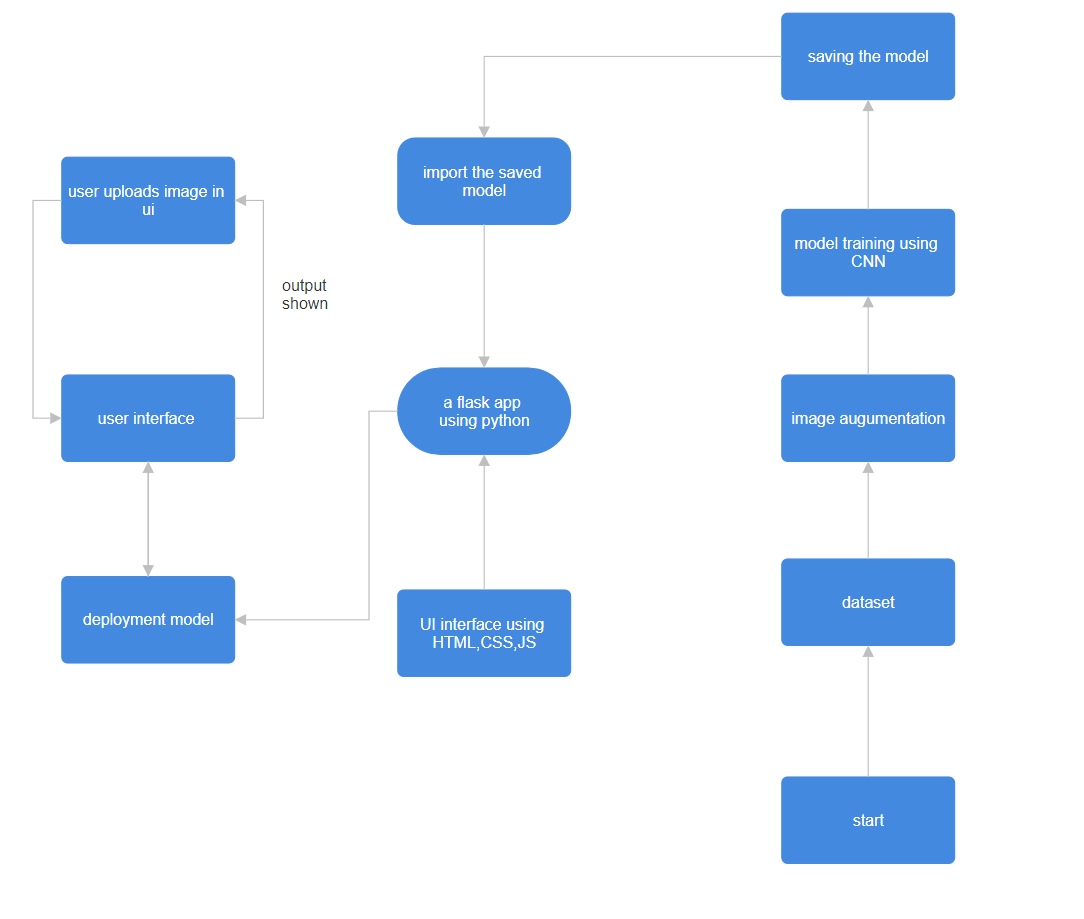 saving the model
import the saved
model
user uploads image in
ui
model training using
CNN
output
shown
user interface
a flask app
using python
image augumentation
deployment model
UI interface using
HTML,CSS,JS
dataset
start